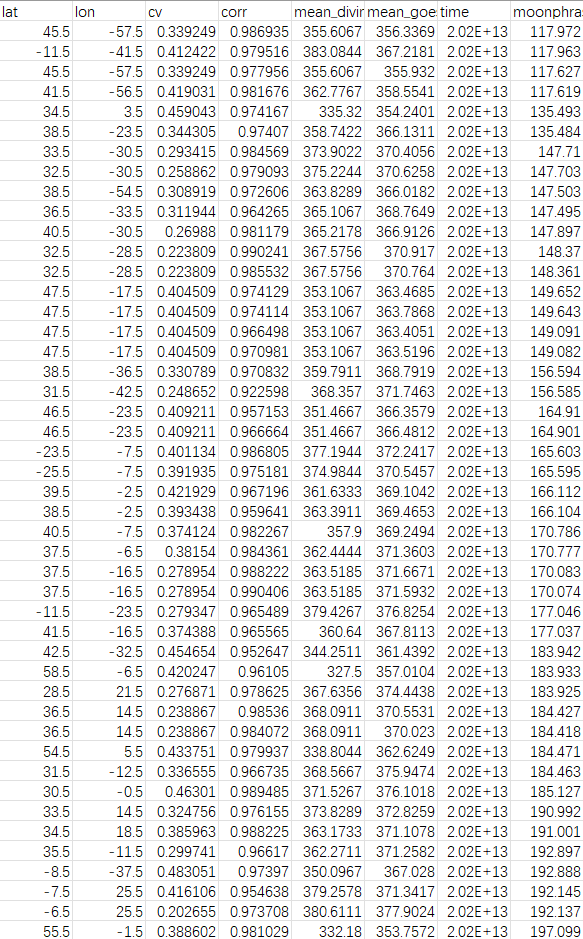 lat lon cv corr mean_divir mean_goe time moonphra
45.5 -57.5 0.339249 0.986935 355.6067 356.3369 2.02E+13 117.972
-11.5 -41.5 0.412422 0.979516 383.0844 367.2181 2.02E+13 117.963
45.5 -57.5 0.339249 0.977956 355.6067 355.932 2.02E+13 117.627
41.5 -56.5 0.419031 0.981676 362.7767 358.5541 2.02E+13 117.619
34.5 3.5 0.459043 0.974167 335.32 354.2401 2.02E+13 135.493
38.5 -23.5 0.344305 0.97407 358.7422 366.1311 2.02E+13 135.484
33.5 -30.5 0.293415 0.984569 373.9022 370.4056 2.02E+13 147.71
32.5 -30.5 0.258862 0.979093 375.2244 370.6258 2.02E+13 147.703
38.5 -54.5 0.308919 0.972606 363.8289 366.0182 2.02E+13 147.503
36.5 -33.5 0.311944 0.964265 365.1067 368.7649 2.02E+13 147.495
40.5 -30.5 0.26988 0.981179 365.2178 366.9126 2.02E+13 147.897
32.5 -28.5 0.223809 0.990241 367.5756 370.917 2.02E+13 148.37
32.5 -28.5 0.223809 0.985532 367.5756 370.764 2.02E+13 148.361
47.5 -17.5 0.404509 0.974129 353.1067 363.4685 2.02E+13 149.652
47.5 -17.5 0.404509 0.974114 353.1067 363.7868 2.02E+13 149.643
47.5 -17.5 0.404509 0.966498 353.1067 363.4051 2.02E+13 149.091
47.5 -17.5 0.404509 0.970981 353.1067 363.5196 2.02E+13 149.082
38.5 -36.5 0.330789 0.970832 359.7911 368.7919 2.02E+13 156.594
31.5 -42.5 0.248652 0.922598 368.357 371.7463 2.02E+13 156.585
46.5 -23.5 0.409211 0.957153 351.4667 366.3579 2.02E+13 164.91
46.5 -23.5 0.409211 0.966664 351.4667 366.4812 2.02E+13 164.901
-23.5 -7.5 0.401134 0.986805 377.1944 372.2417 2.02E+13 165.603
-25.5 -7.5 0.391935 0.975181 374.9844 370.5457 2.02E+13 165.595
39.5 -2.5 0.421929 0.967196 361.6333 369.1042 2.02E+13 166.112
38.5 -2.5 0.393438 0.959641 363.3911 369.4653 2.02E+13 166.104
40.5 -7.5 0.374124 0.982267 357.9 369.2494 2.02E+13 170.786
37.5 -6.5 0.38154 0.984361 362.4444 371.3603 2.02E+13 170.777
37.5 -16.5 0.278954 0.988222 363.5185 371.6671 2.02E+13 170.083
37.5 -16.5 0.278954 0.990406 363.5185 371.5932 2.02E+13 170.074
-11.5 -23.5 0.279347 0.965489 379.4267 376.8254 2.02E+13 177.046
41.5 -16.5 0.374388 0.965565 360.64 367.8113 2.02E+13 177.037
42.5 -32.5 0.454654 0.952647 344.2511 361.4392 2.02E+13 183.942
58.5 -6.5 0.420247 0.96105 327.5 357.0104 2.02E+13 183.933
28.5 21.5 0.276871 0.978625 367.6356 374.4438 2.02E+13 183.925
36.5 14.5 0.238867 0.98536 368.0911 370.5531 2.02E+13 184.427
36.5 14.5 0.238867 0.984072 368.0911 370.023 2.02E+13 184.418
54.5 5.5 0.433751 0.979937 338.8044 362.6249 2.02E+13 184.471
31.5 -12.5 0.336555 0.966735 368.5667 375.9474 2.02E+13 184.463
30.5 -0.5 0.46301 0.989485 371.5267 376.1018 2.02E+13 185.127
33.5 14.5 0.324756 0.976155 373.8289 372.8259 2.02E+13 190.992
34.5 18.5 0.385963 0.988225 363.1733 371.1078 2.02E+13 191.001
35.5 -11.5 0.299741 0.96617 362.2711 371.2582 2.02E+13 192.897
-8.5 -37.5 0.483051 0.97397 350.0967 367.028 2.02E+13 192.888
-7.5 25.5 0.416106 0.954638 379.2578 371.3417 2.02E+13 192.145
-6.5 25.5 0.202655 0.973708 380.6111 377.9024 2.02E+13 192.137
55.5 -1.5 0.388602 0.981029 332.18 353.7572 2.02E+13 197.099